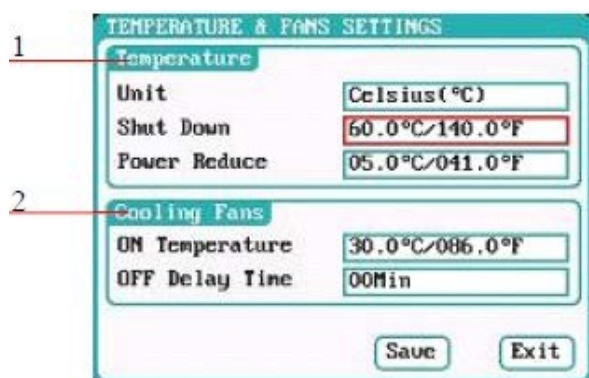 TEMPERATURE & FANS SETTINGS
1
Temperature
Unit Celsius(°C)
Shut Down 60.0°C/140.0°F
Power Reduce 05.0°C/041.0°F
2
Cooling Fans
ON Temperature 30.0°C/086.0°F
OFF Delay Time 00Min
Save Exit